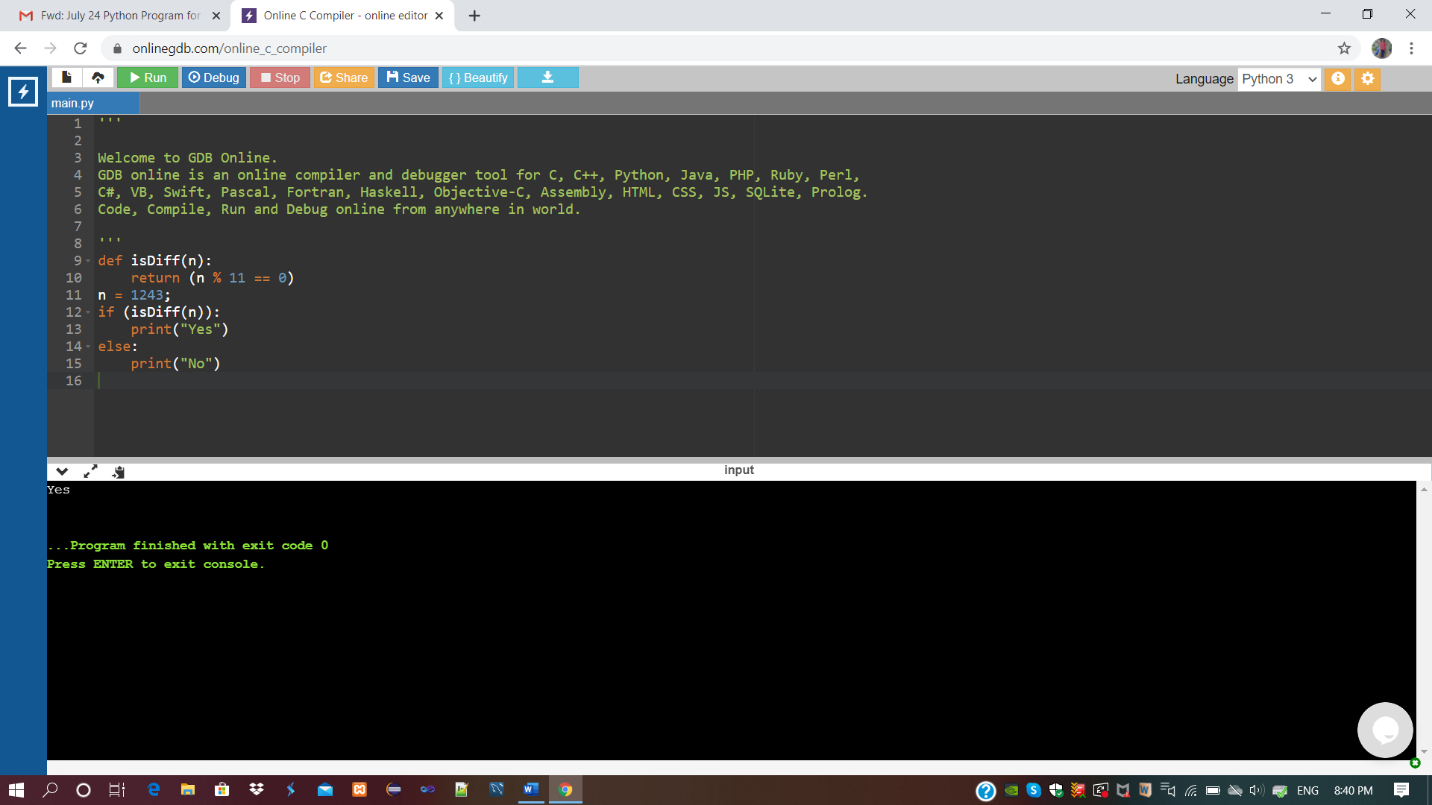 Fwd: July 24 Python Program for
Online C Compiler - online editor
onlinegdb.com/online_c_compiler
Run Debug Stop Share Save { } Beautify Language Python 3
main.py
1 '''
2
3 Welcome to GDB Online.
4 GDB online is an online compiler and debugger tool for C, C++, Python, Java, PHP, Ruby, Perl,
5 C#, VB, Swift, Pascal, Fortran, Haskell, Objective-C, Assembly, HTML, CSS, JS, SQLite, Prolog.
6 Code, Compile, Run and Debug online from anywhere in world.
7
8 '''
9 def isDiff(n):
10     return (n % 11 == 0)
11 n = 1243;
12 if (isDiff(n)):
13     print("Yes")
14 else:
15     print("No")
16
input
Yes
...Program finished with exit code 0
Press ENTER to exit console.
ENG 8:40 PM